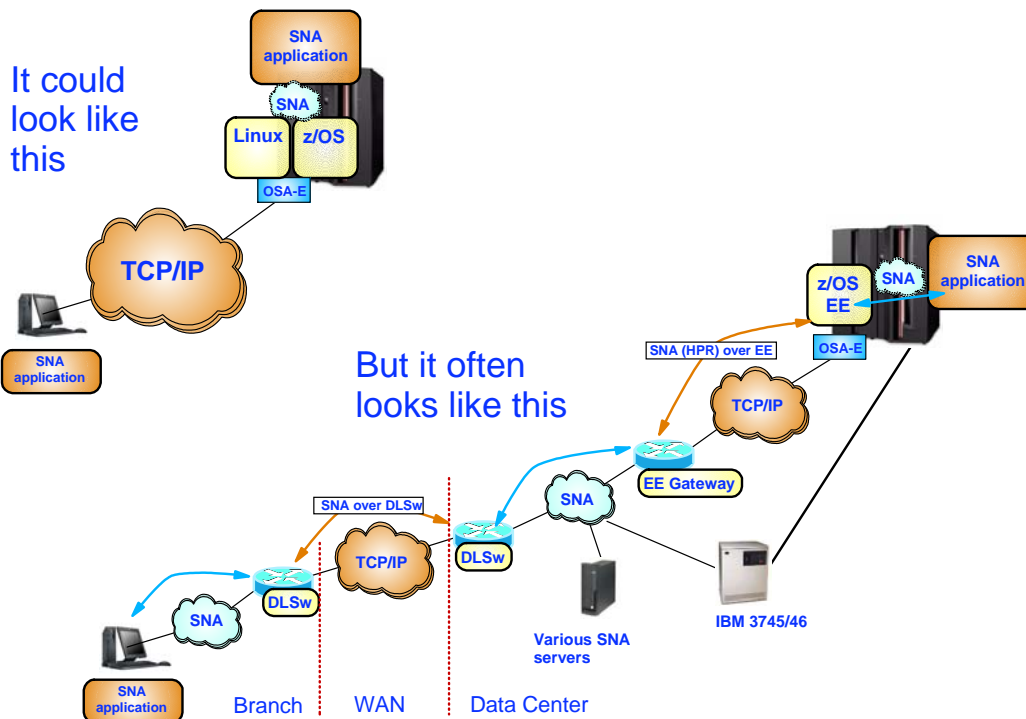 SNA
application
It could
look like
this
SNA
Linux
z/OS
OSA-E
TCP/IP
SNA
application
SNA
application
z/OS
EE
SNA
OSA-E
SNA (HPR) over EE
But it often
looks like this
TCP/IP
EE Gateway
SNA
SNA over DLSw
TCP/IP
DLSw
DLSw
SNA
IBM 3745/46
Various SNA
servers
SNA
application
Branch
WAN
Data Center